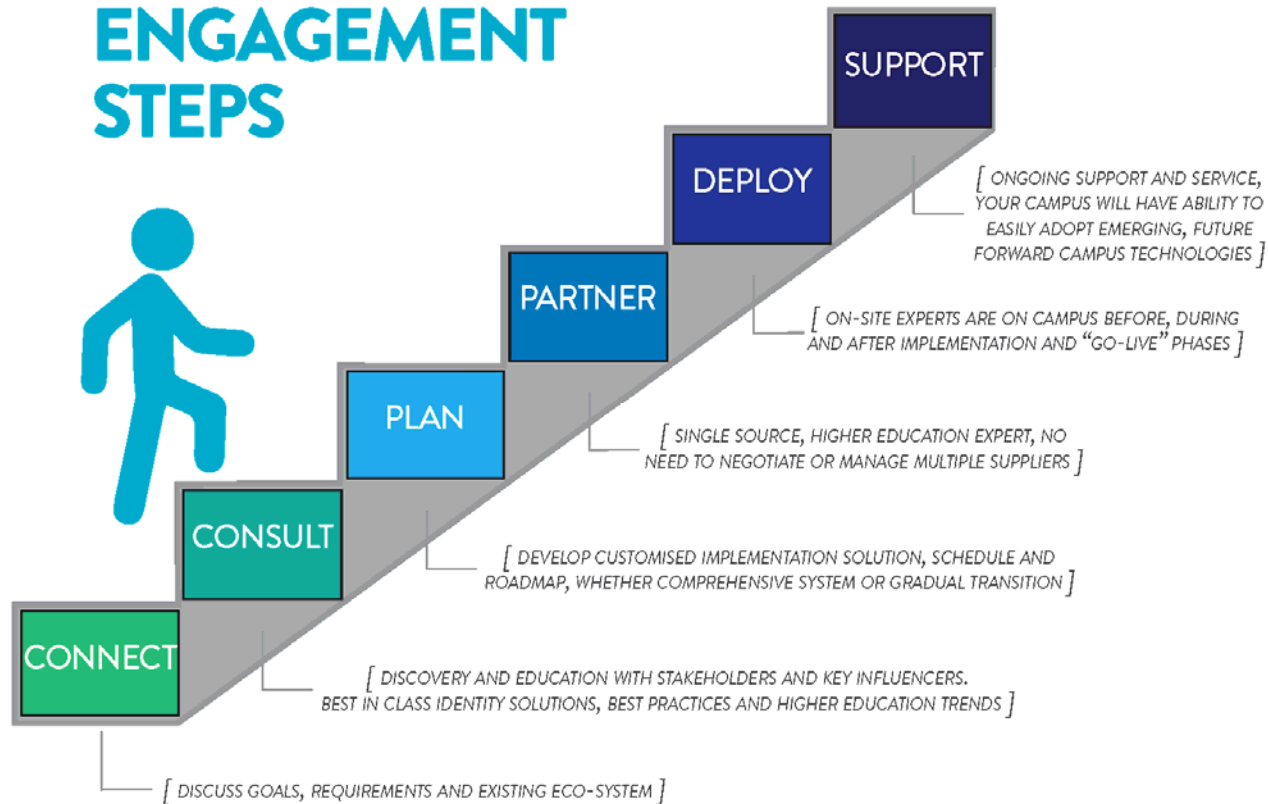 ENGAGEMENT
STEPS
SUPPORT
[ ONGOING SUPPORT AND SERVICE,
YOUR CAMPUS WILL HAVE ABILITY TO
EASILY ADOPT EMERGING, FUTURE
FORWARD CAMPUS TECHNOLOGIES ]
DEPLOY
[ ON-SITE EXPERTS ARE ON CAMPUS BEFORE, DURING
AND AFTER IMPLEMENTATION AND “GO-LIVE” PHASES ]
PARTNER
[ SINGLE SOURCE, HIGHER EDUCATION EXPERT, NO
NEED TO NEGOTIATE OR MANAGE MULTIPLE SUPPLIERS ]
PLAN
[ DEVELOP CUSTOMISED IMPLEMENTATION SOLUTION, SCHEDULE AND
ROADMAP, WHETHER COMPREHENSIVE SYSTEM OR GRADUAL TRANSITION ]
CONSULT
[ DISCOVERY AND EDUCATION WITH STAKEHOLDERS AND KEY INFLUENCERS.
BEST IN CLASS IDENTITY SOLUTIONS, BEST PRACTICES AND HIGHER EDUCATION TRENDS ]
CONNECT
[ DISCUSS GOALS, REQUIREMENTS AND EXISTING ECO-SYSTEM ]